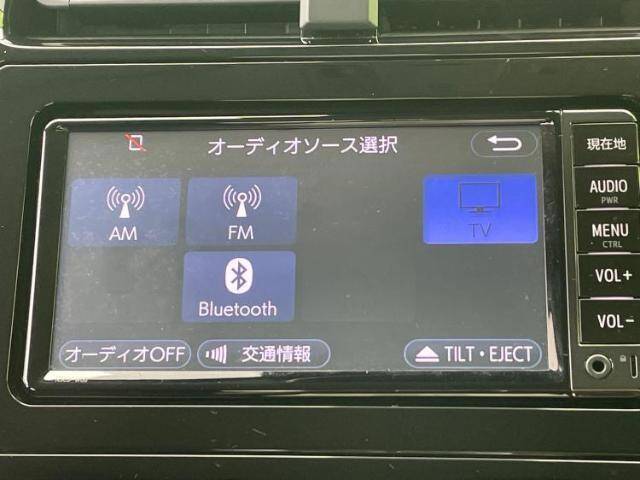 オーディオソース選択
現在地
AUDIO
PWR
AM
FM
TV
MENU
CTRL
Bluetooth
VOL+
VOL-
オーディオOFF
交通情報
TILT・EJECT